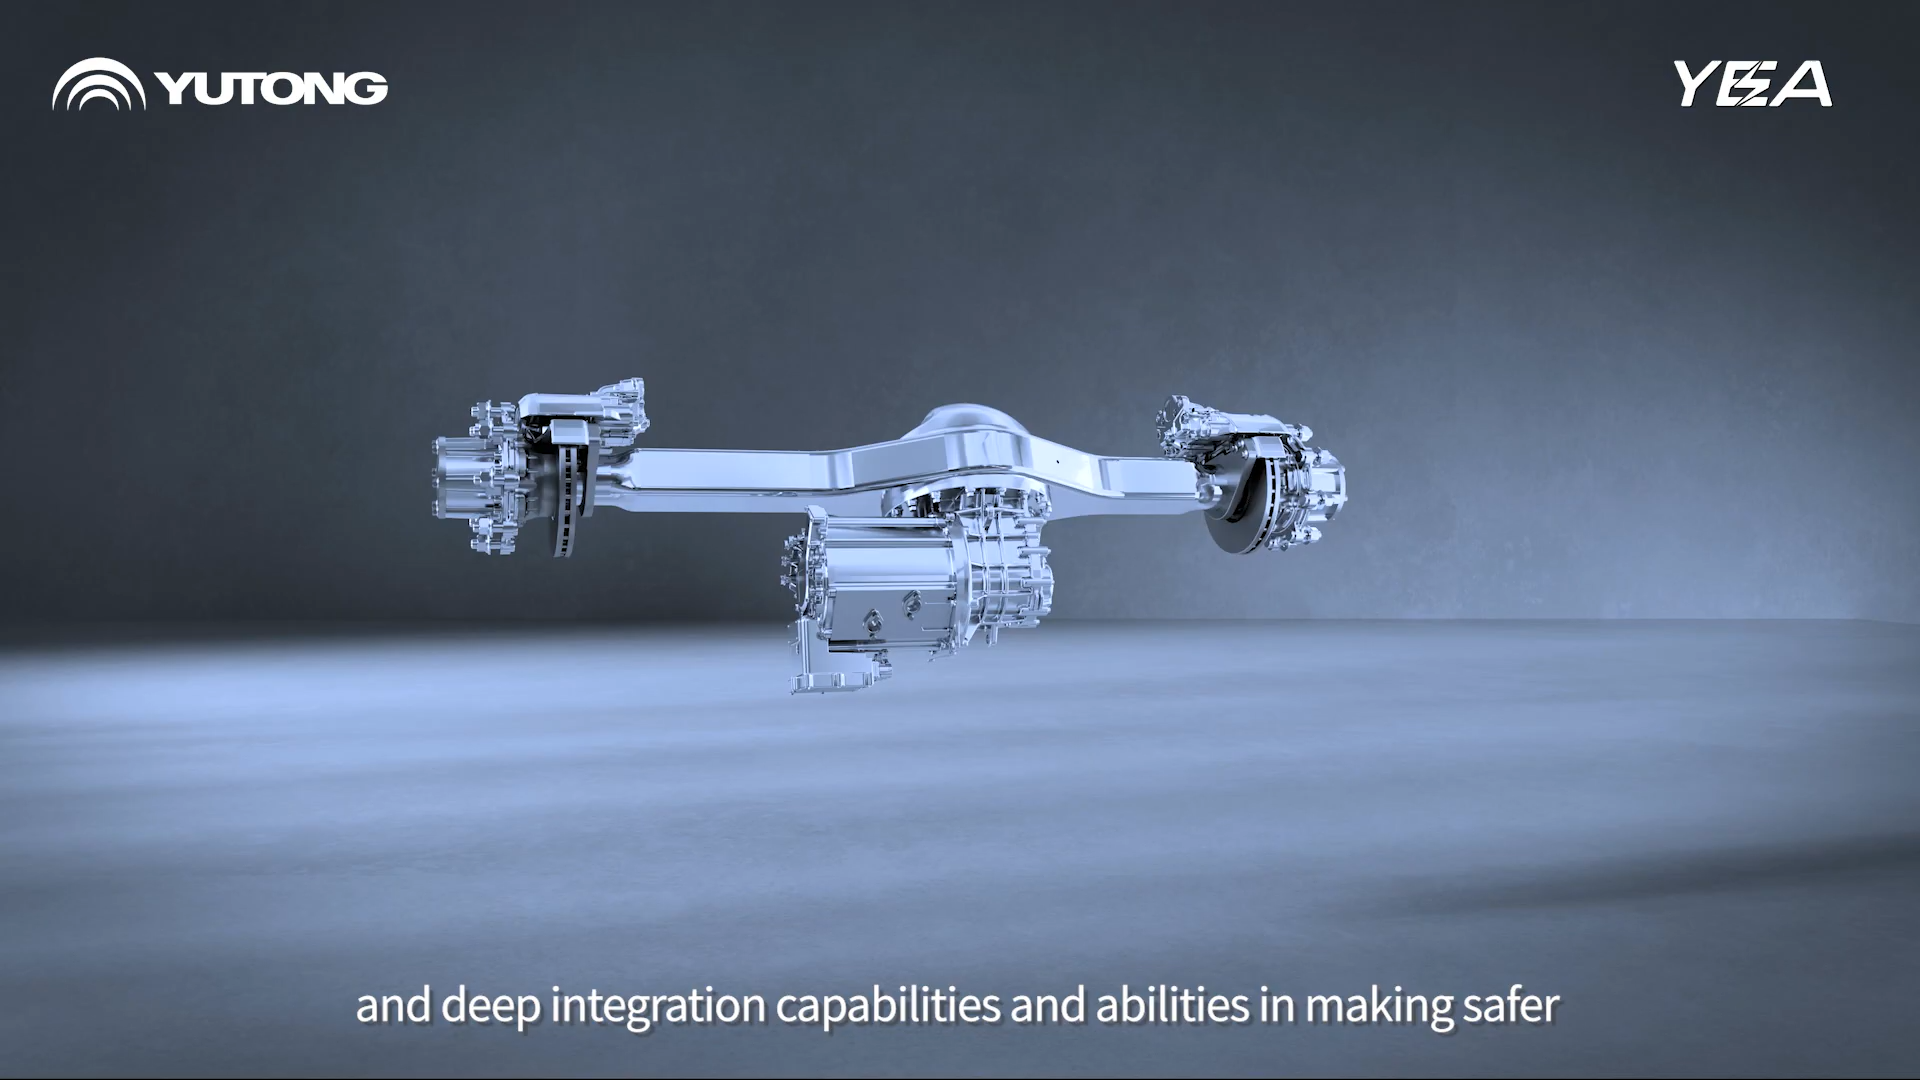 YUTONG
YEA
and deep integration capabilities and abilities in making safer